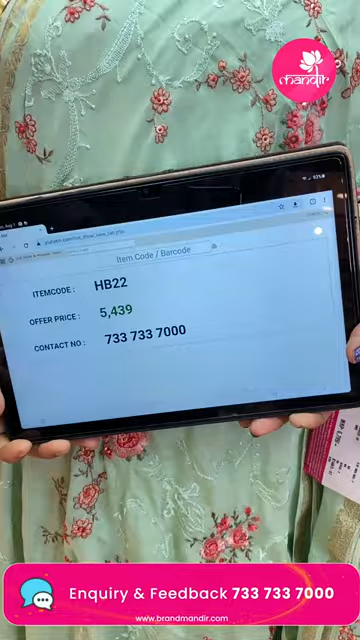 mandir
93%
Item Code / Barcode
ITEMCODE : HB22
OFFER PRICE : 5,439
CONTACT NO : 733 733 7000
Enquiry & Feedback 733 733 7000
www.brandmandir.com